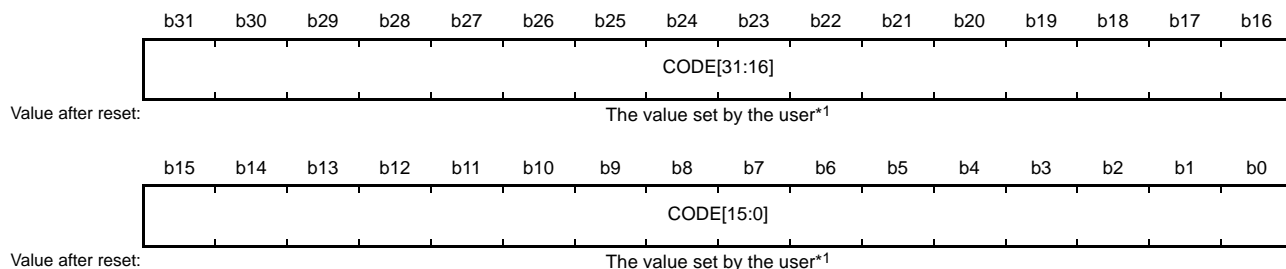 b31 b30 b29 b28 b27 b26 b25 b24 b23 b22 b21 b20 b19 b18 b17 b16
CODE[31:16]
Value after reset: The value set by the user*1
b15 b14 b13 b12 b11 b10 b9 b8 b7 b6 b5 b4 b3 b2 b1 b0
CODE[15:0]
Value after reset: The value set by the user*1